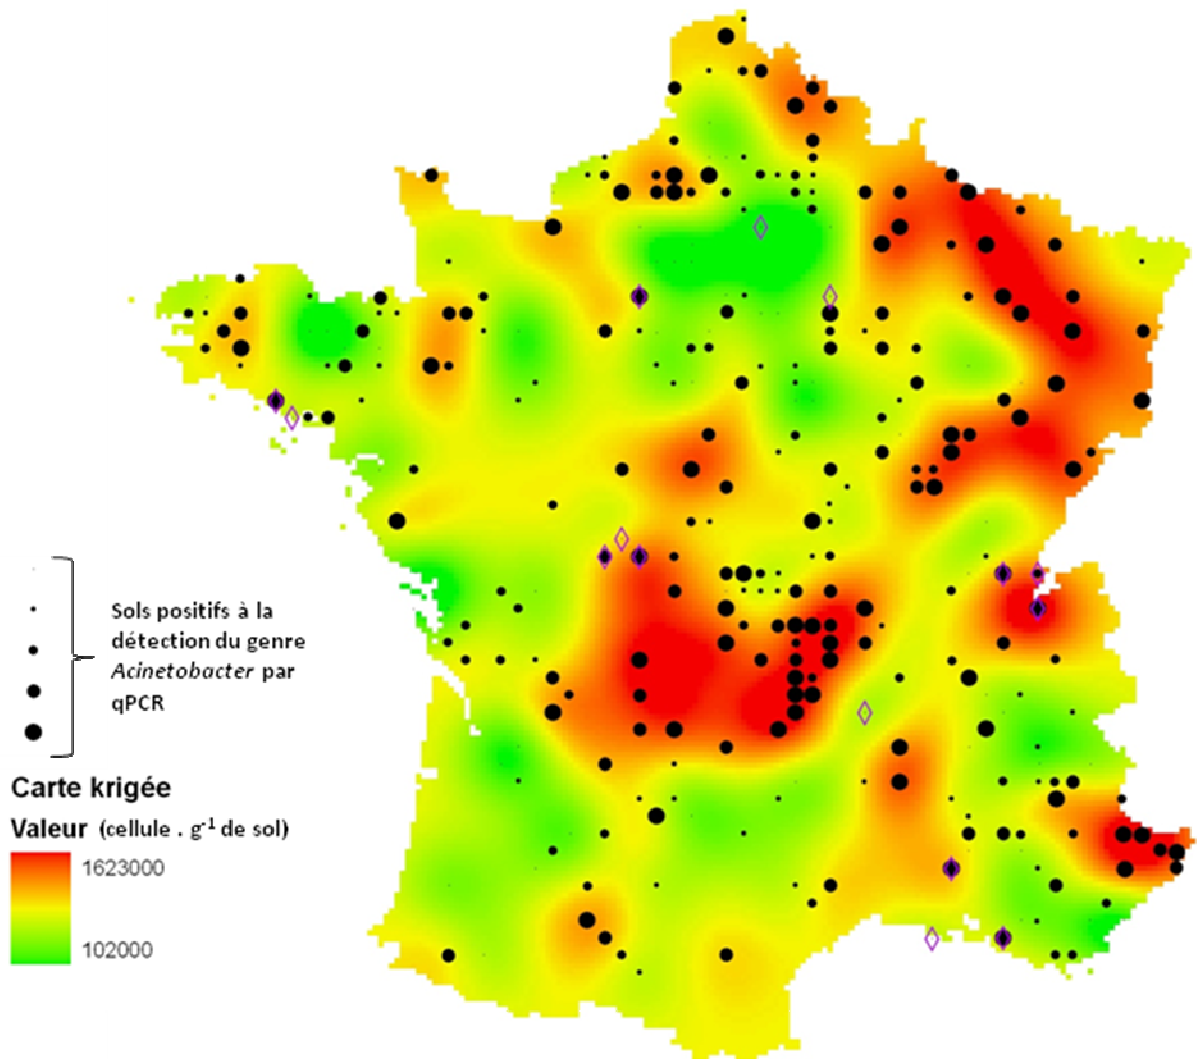 Sols positifs à la
détection du genre
Acinetobacter par
qPCR
Carte krigée
Valeur (cellule . g-1 de sol)
1623000
102000